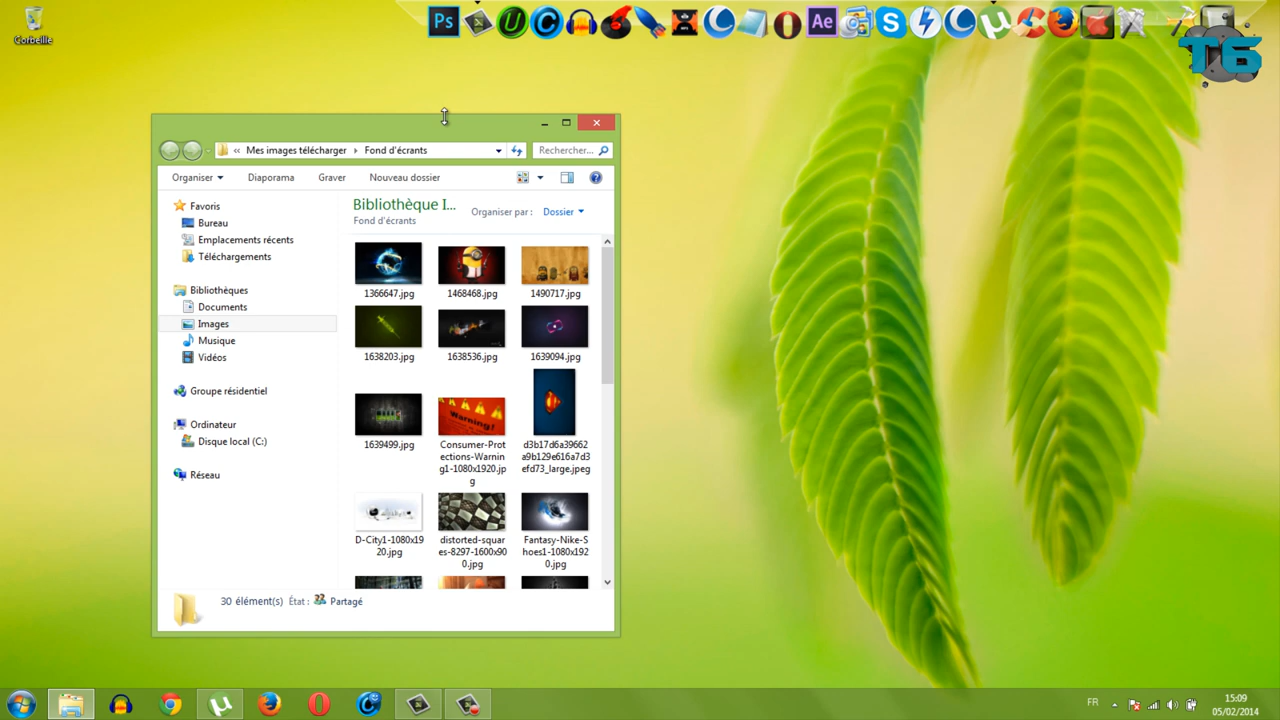 Ps
Ae
T6
Corbeille
Mes images télécharger
Fond d'écrants
Rechercher...
Organiser
Diaporama
Graver
Nouveau dossier
Favoris
Bureau
Emplacements récents
Téléchargements
Bibliothèques
Documents
Images
Musique
Vidéos
Groupe résidentiel
Ordinateur
Disque local (C:)
Réseau
Bibliothèque I...
Fond d'écrants
Organiser par :
Dossier
1366647.jpg
1468468.jpg
1490717.jpg
1638203.jpg
1638536.jpg
1639094.jpg
1639499.jpg
Consumer-Prot
ections-Warnin
g1-1080x1920.jp
g
Warning!
d3b17d6a39662
a9b129e616a7d3
efd73_large.jpeg
D-City1-1080x19
20.jpg
distorted-squar
es-8297-1600x90
0.jpg
Fantasy-Nike-S
hoes1-1080x192
0.jpg
30 élément(s)
État :
Partagé
FR
15:09
05/02/2014